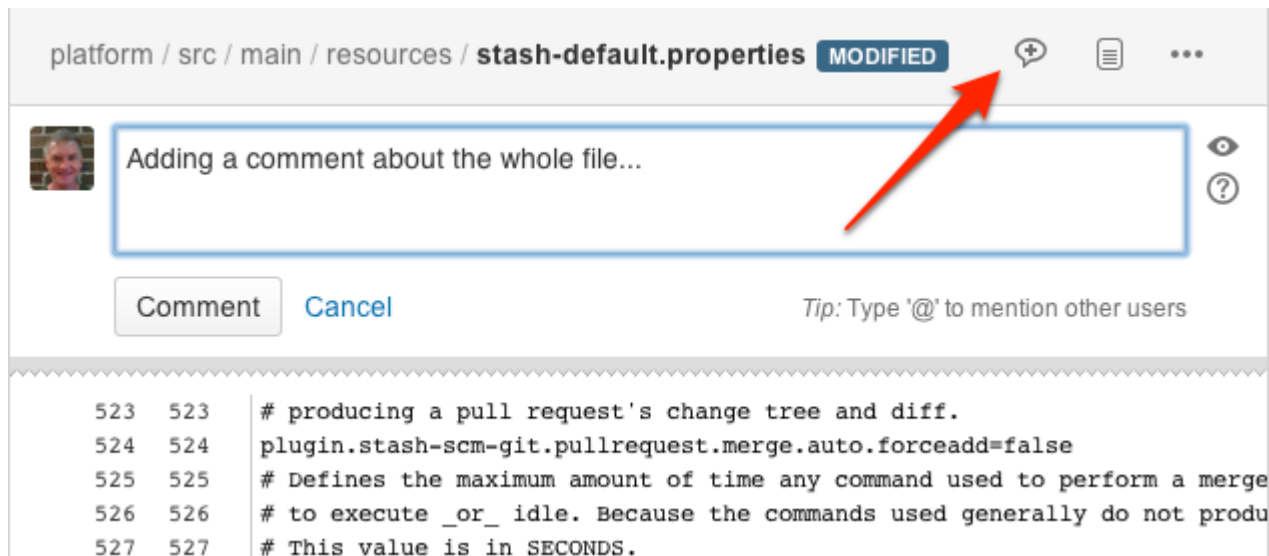 platform / src / main / resources / stash-default.properties MODIFIED
Adding a comment about the whole file...
Comment Cancel Tip: Type '@' to mention other users
523 523 # producing a pull request's change tree and diff.
524 524 plugin.stash-scm-git.pullrequest.merge.auto.forceadd=false
525 525 # Defines the maximum amount of time any command used to perform a merge
526 526 # to execute _or_ idle. Because the commands used generally do not produ
527 527 # This value is in SECONDS.